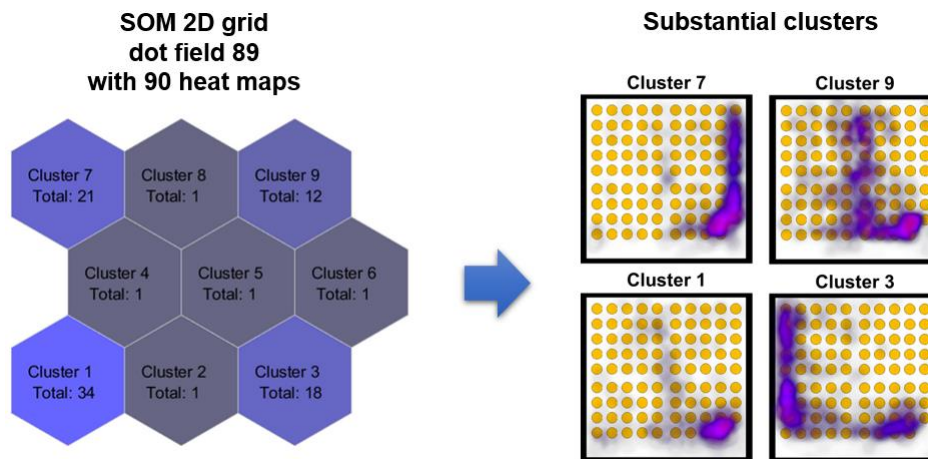 SOM 2D grid
dot field 89
with 90 heat maps
Cluster 7
Total: 21
Cluster 8
Total: 1
Cluster 9
Total: 12
Cluster 4
Total: 1
Cluster 5
Total: 1
Cluster 6
Total: 1
Cluster 1
Total: 34
Cluster 2
Total: 1
Cluster 3
Total: 18
Substantial clusters
Cluster 7
Cluster 9
Cluster 1
Cluster 3